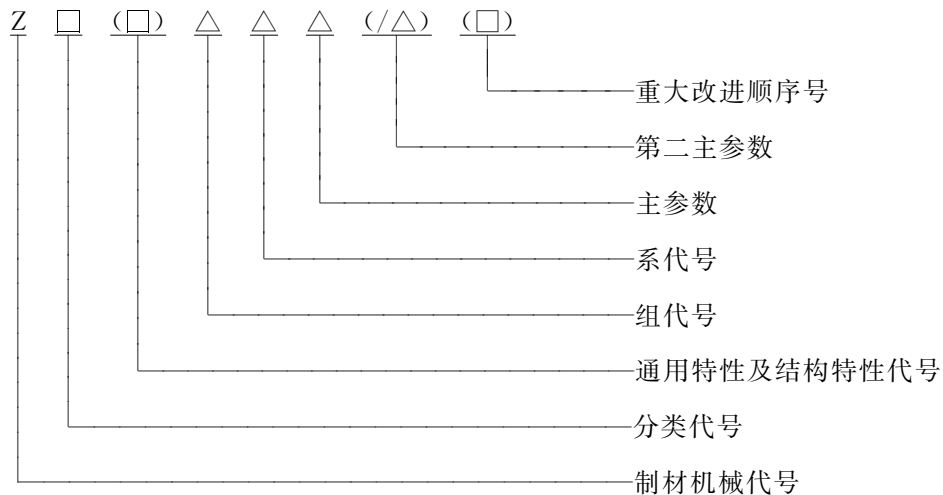 Z □ (□) △ △ △ (/△) (□)
重大改进顺序号
第二主参数
主参数
系代号
组代号
通用特性及结构特性代号
分类代号
制材机械代号